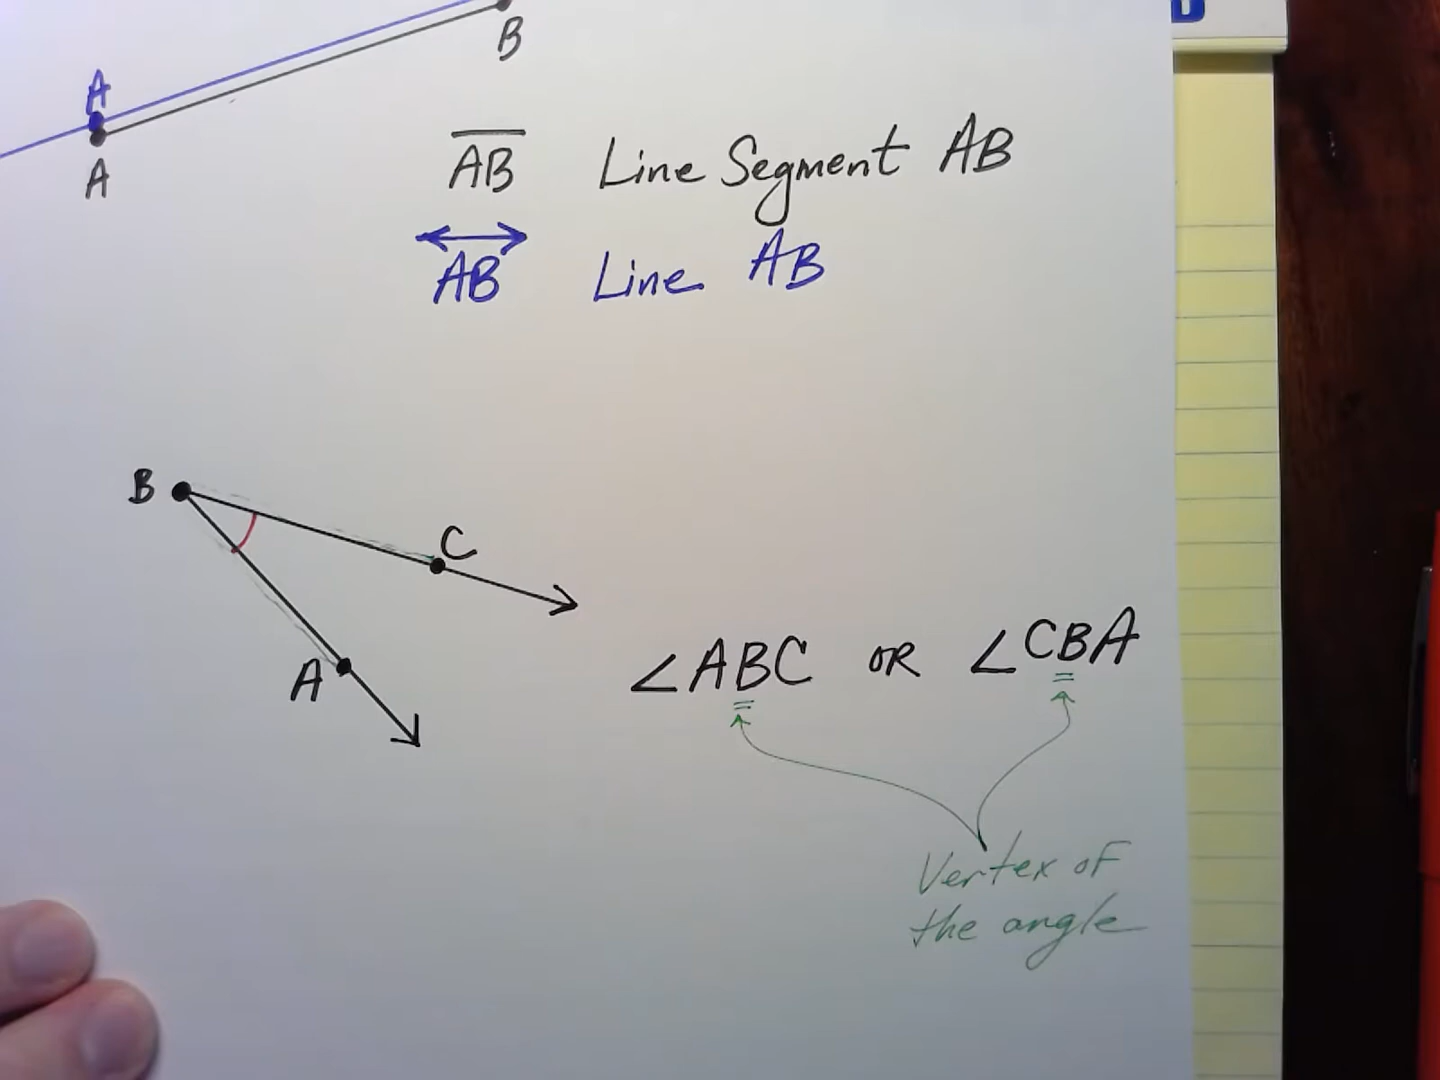 B
A
A
AB Line Segment AB
AB Line AB
B
C
A
∠ABC OR ∠CBA
Vertex of
the angle